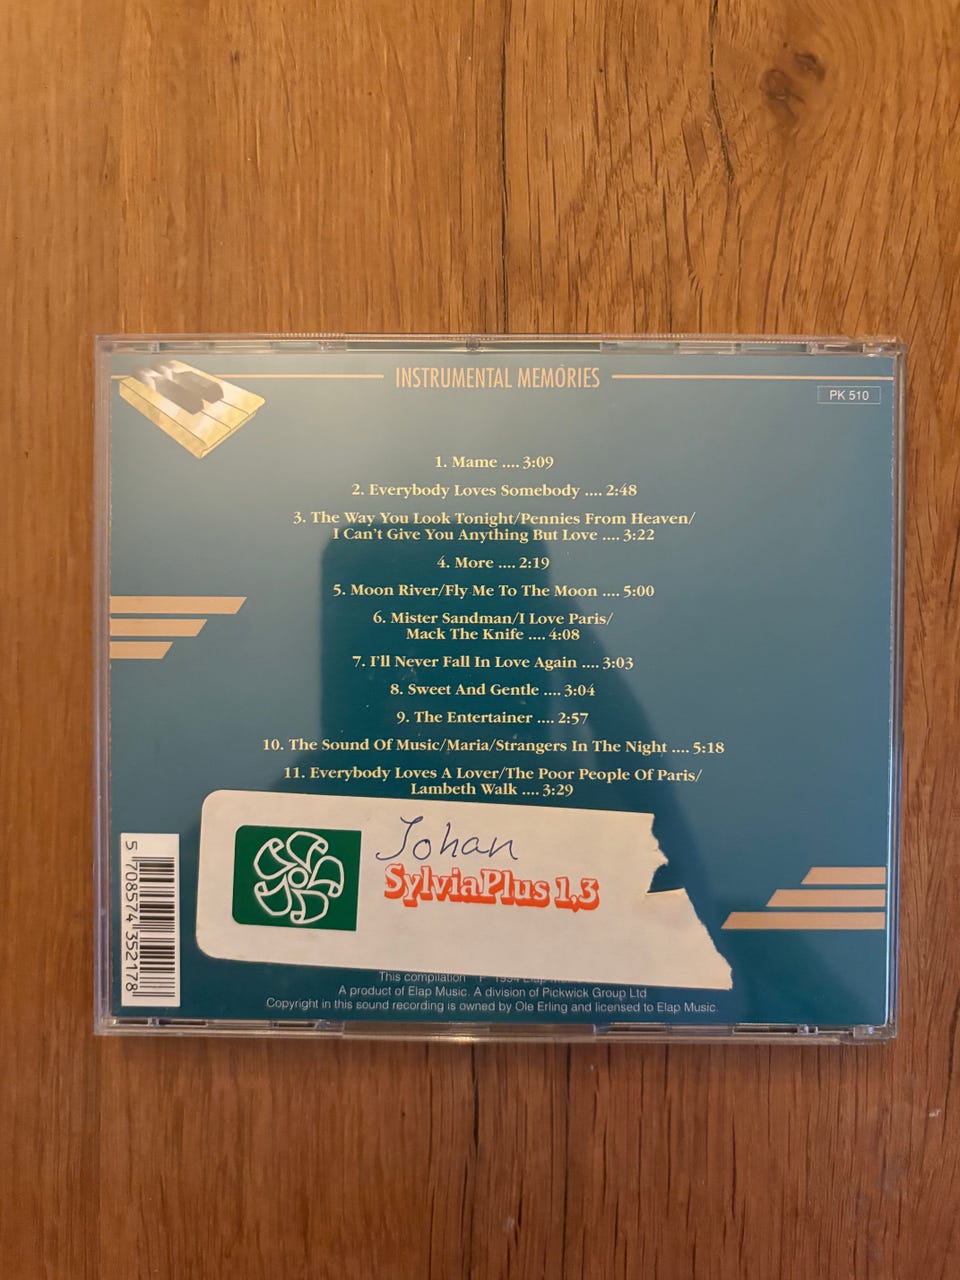 INSTRUMENTAL MEMORIES
PK 510
1. Mame .... 3:09
2. Everybody Loves Somebody .... 2:48
3. The Way You Look Tonight/Pennies From Heaven/
I Can't Give You Anything But Love .... 3:22
4. More .... 2:19
5. Moon River/Fly Me To The Moon .... 5:00
6. Mister Sandman/I Love Paris/
Mack The Knife .... 4:08
7. I'll Never Fall In Love Again .... 3:03
8. Sweet And Gentle .... 3:04
9. The Entertainer .... 2:57
10. The Sound Of Music/Maria/Strangers In The Night .... 5:18
11. Everybody Loves A Lover/The Poor People Of Paris/
Lambeth Walk .... 3:29
Johan
SylviaPlus 1,3
5 708574 352178
This compilation P 1994 Elap
A product of Elap Music. A division of Pickwick Group Ltd
Copyright in this sound recording is owned by Ole Erling and licensed to Elap Music.